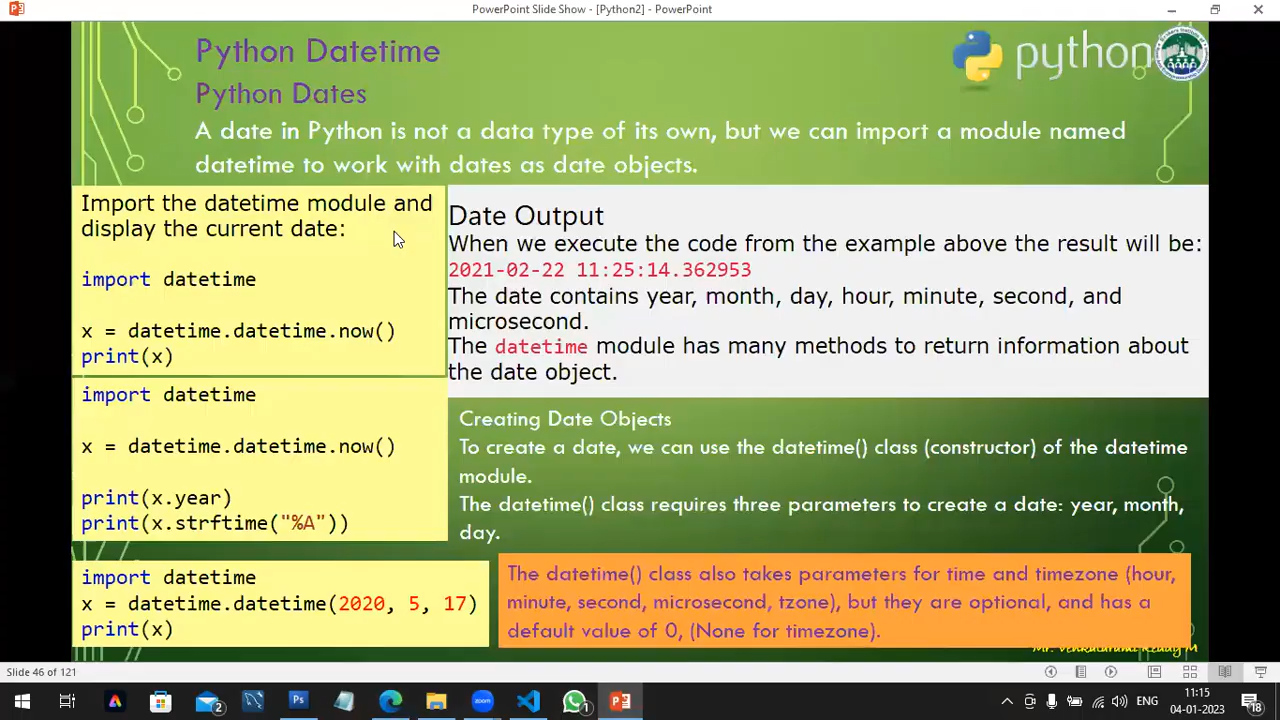 PowerPoint Slide Show - [Python2] - PowerPoint
Python Datetime
Python Dates
python
A date in Python is not a data type of its own, but we can import a module named
datetime to work with dates as date objects.
Import the datetime module and
display the current date:
import datetime
x = datetime.datetime.now()
print(x)
import datetime
x = datetime.datetime.now()
print(x.year)
print(x.strftime("%A"))
import datetime
x = datetime.datetime(2020, 5, 17)
print(x)
Date Output
When we execute the code from the example above the result will be:
2021-02-22 11:25:14.362953
The date contains year, month, day, hour, minute, second, and
microsecond.
The datetime module has many methods to return information about
the date object.
Creating Date Objects
To create a date, we can use the datetime() class (constructor) of the datetime
module.
The datetime() class requires three parameters to create a date: year, month,
day.
The datetime() class also takes parameters for time and timezone (hour,
minute, second, microsecond, tzone), but they are optional, and has a
default value of 0, (None for timezone).
Mr. Venkatarami Reddy M
Slide 46 of 121
2
Ps
zoom
1
ENG
11:15
04-01-2023
18